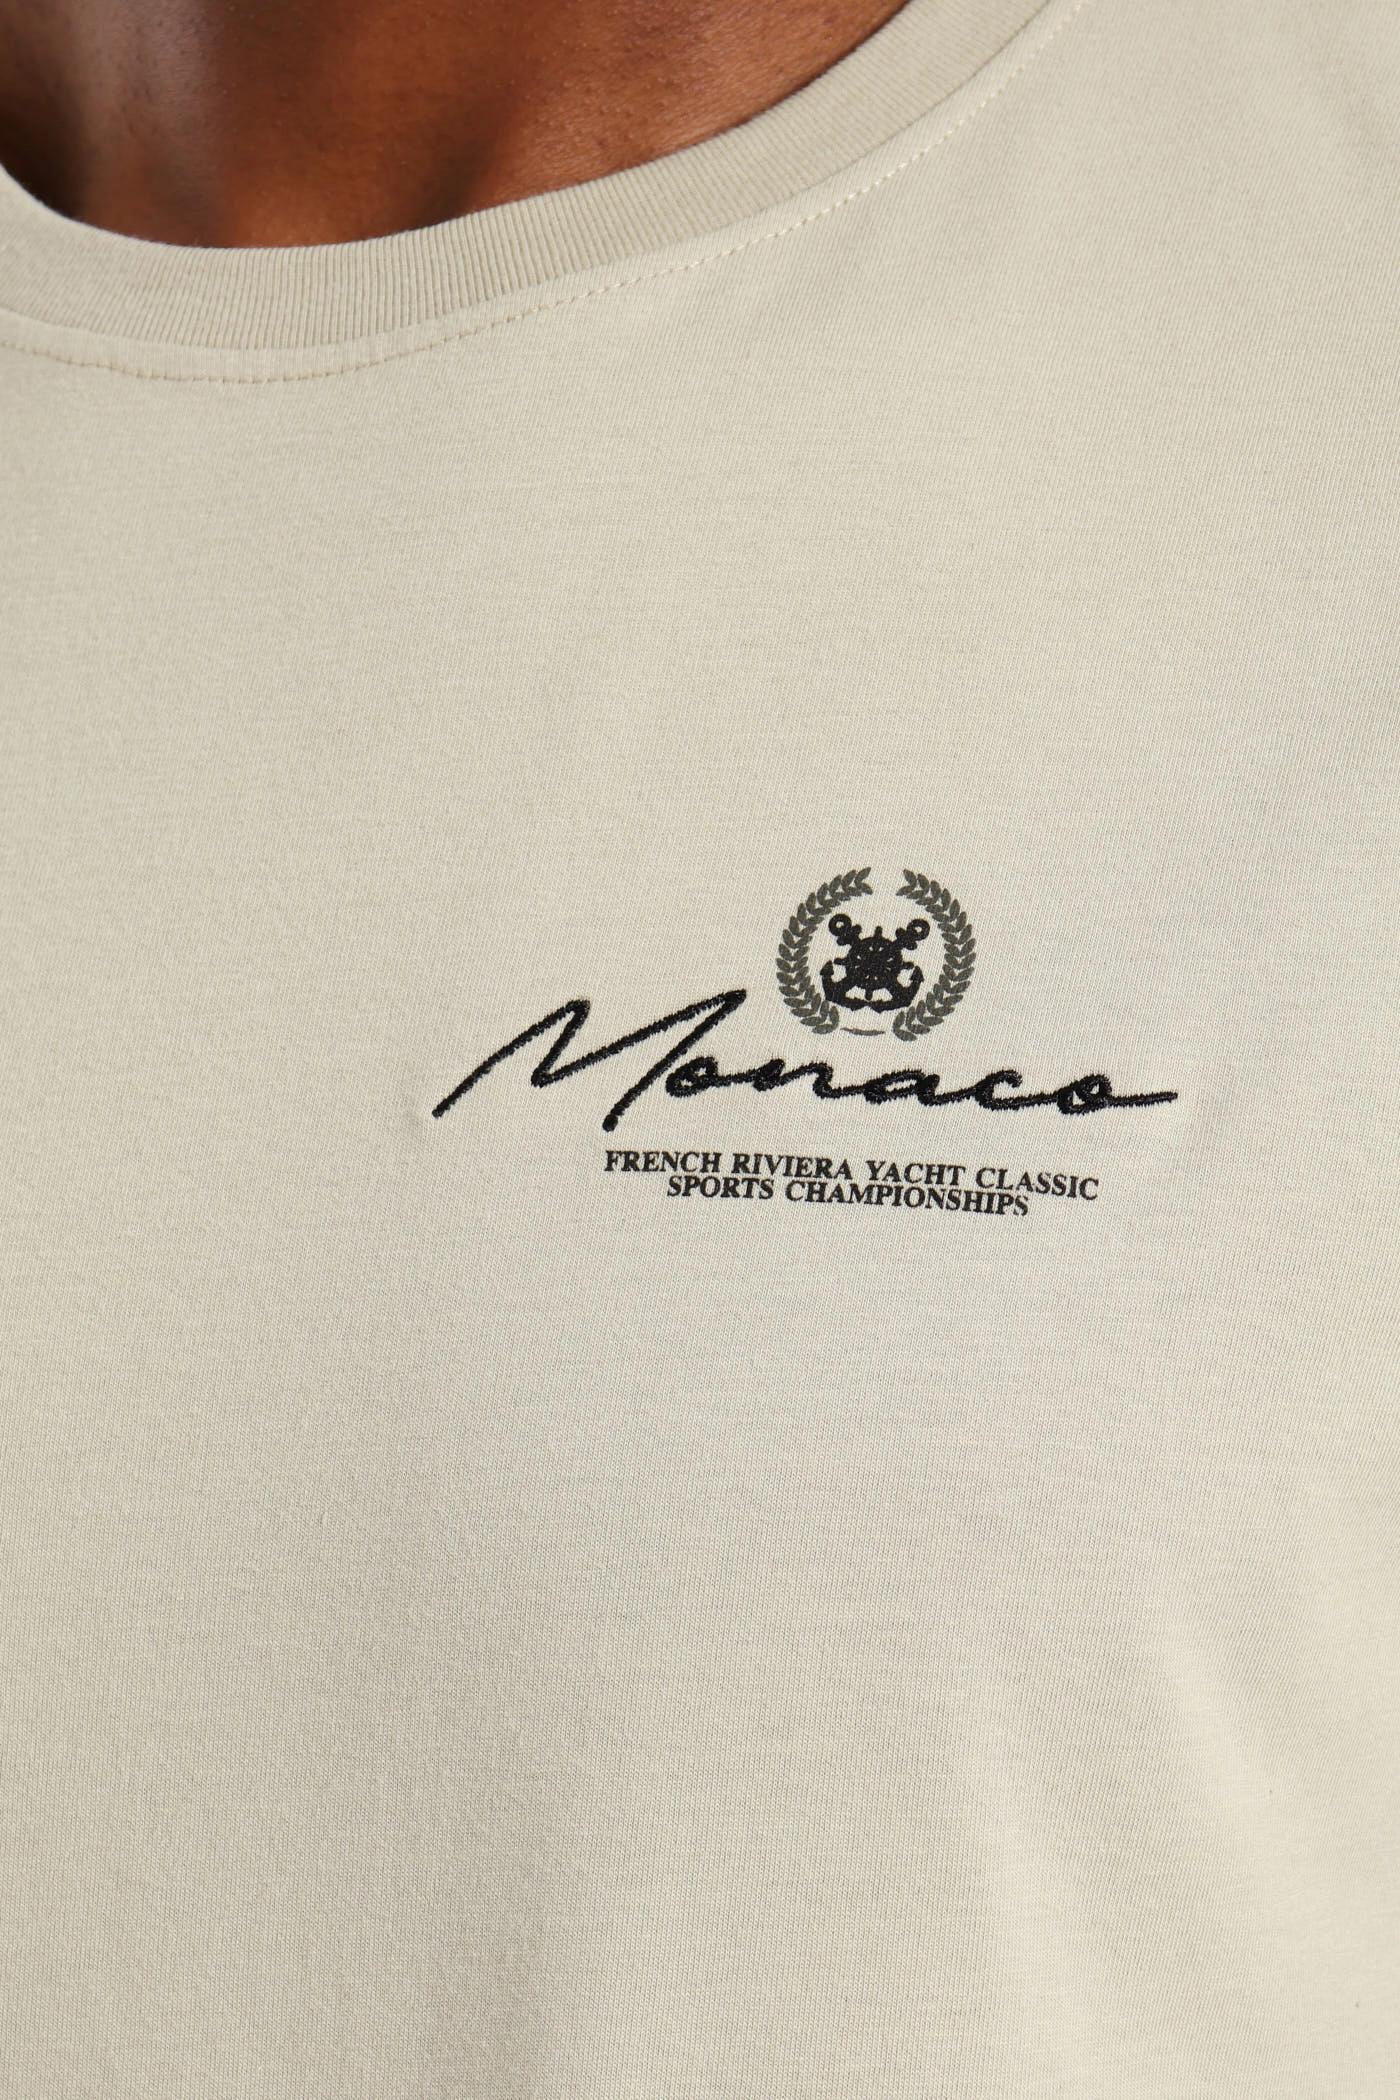 Monaco
FRENCH RIVIERA YACHT CLASSIC
SPORTS CHAMPIONSHIPS